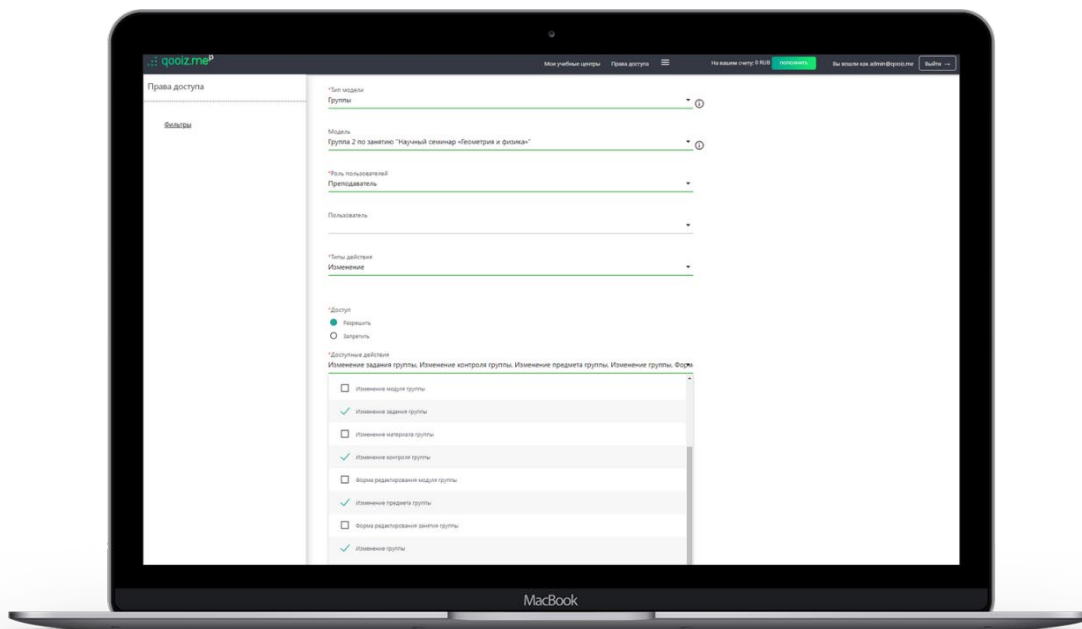 qooiz.me
Мои учебные центры Права доступа На вашем счету: 0 RUB ПОПОЛНИТЬ Вы вошли как admin@qooiz.me Выйти →
Права доступа
Фильтры
*Тип модели
Группы
Модель
Группа 2 по занятию "Научный семинар «Геометрия и физика»"
*Роль пользователей
Преподаватель
Пользователь
*Типы действия
Изменение
*Доступ
Разрешить
Запретить
*Доступные действия
Изменение задания группы, Изменение контроля группы, Изменение предмета группы, Изменение группы, Форм
Изменение модуля группы
Изменение задания группы
Изменение материала группы
Изменение контроля группы
Форма редактирования модуля группы
Изменение предмета группы
Форма редактирования занятия группы
Изменение группы
MacBook